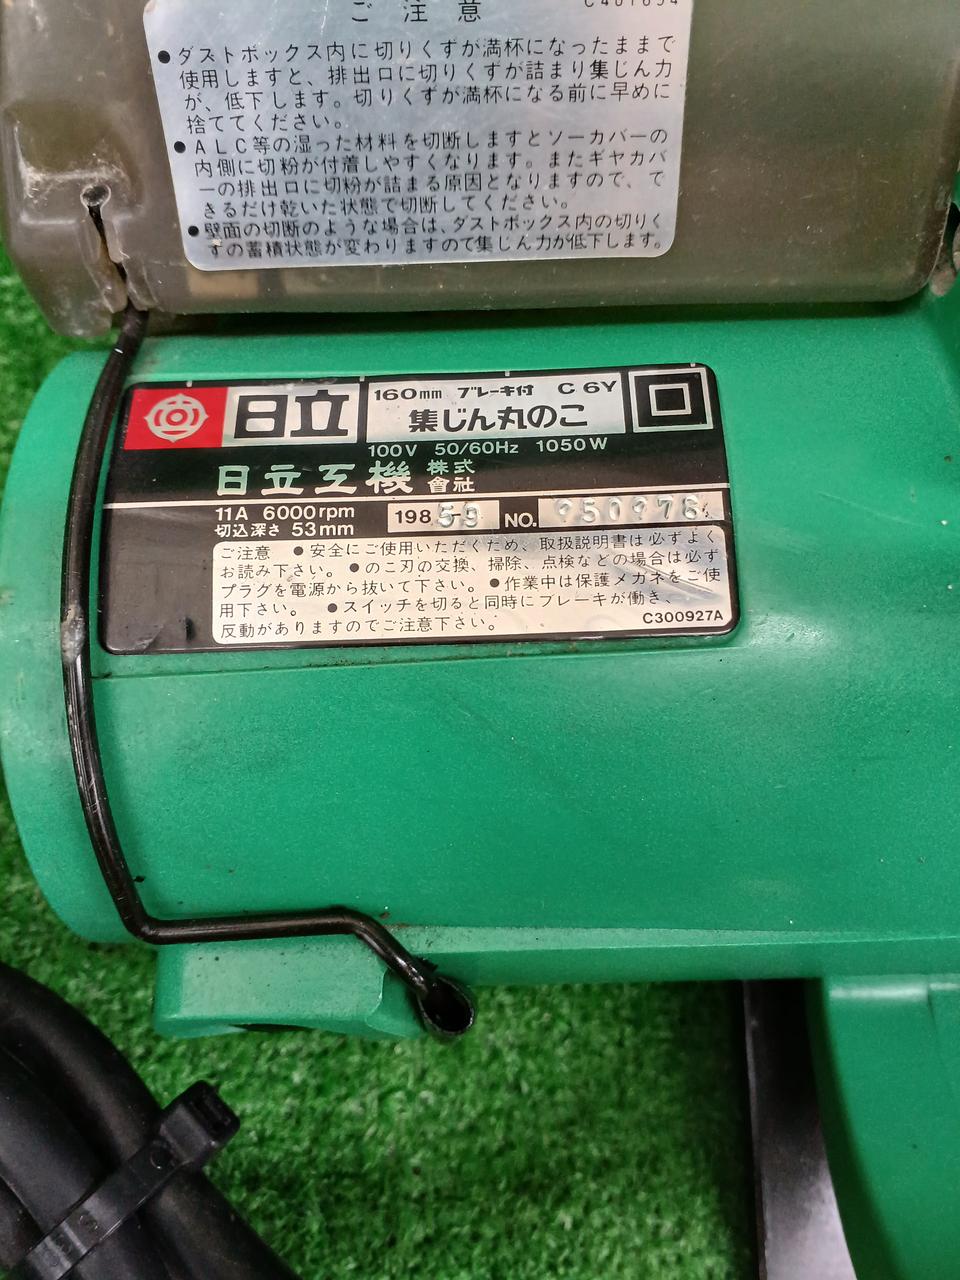 ご注意
●ダストボックス内に切りくずが満杯になったままで
使用しますと、排出口に切りくずが詰まり集じん力
が、低下します。切りくずが満杯になる前に早めに
捨ててください。
●ALC等の湿った材料を切断しますとソーカバーの
内側に切粉が付着しやすくなります。またギヤカバ
ーの排出口に切粉が詰まる原因となりますので、で
きるだけ乾いた状態で切断してください。
●壁面の切断のような場合は、ダストボックス内の切りく
ずの蓄積状態が変わりますので集じん力が低下します。
日立
160mm ブレーキ付 C 6Y
集じん丸のこ
100V 50/60Hz 1050W
日立工機 株式會社
11A 6000rpm
切込深さ 53mm
198 NO.
ご注意 ●安全にご使用いただくため、取扱説明書は必ずよく
お読み下さい。●のこ刃の交換、掃除、点検などの場合は必ず
プラグを電源から抜いて下さい。●作業中は保護メガネをご使
用下さい。●スイッチを切ると同時にブレーキが働き、
反動がありますのでご注意下さい。
C300927A